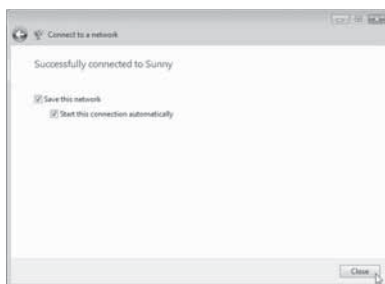 Connect to a network
Successfully connected to Sunny
Save this network
Start this connection automatically
Close